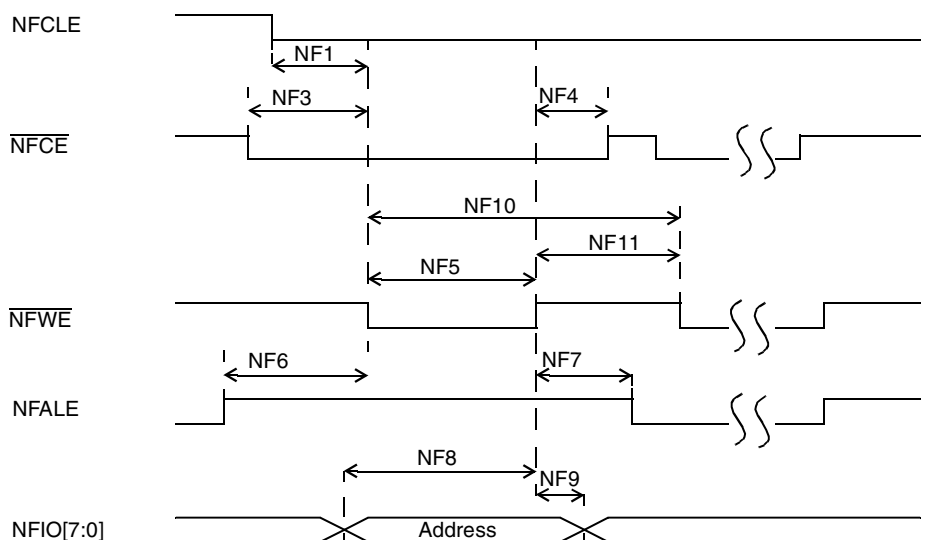 NFCLE
NF1
NF3
NF4
NFCE
NF10
NF11
NF5
NFWE
NF6
NF7
NFALE
NF8
NF9
NFIO[7:0]
Address